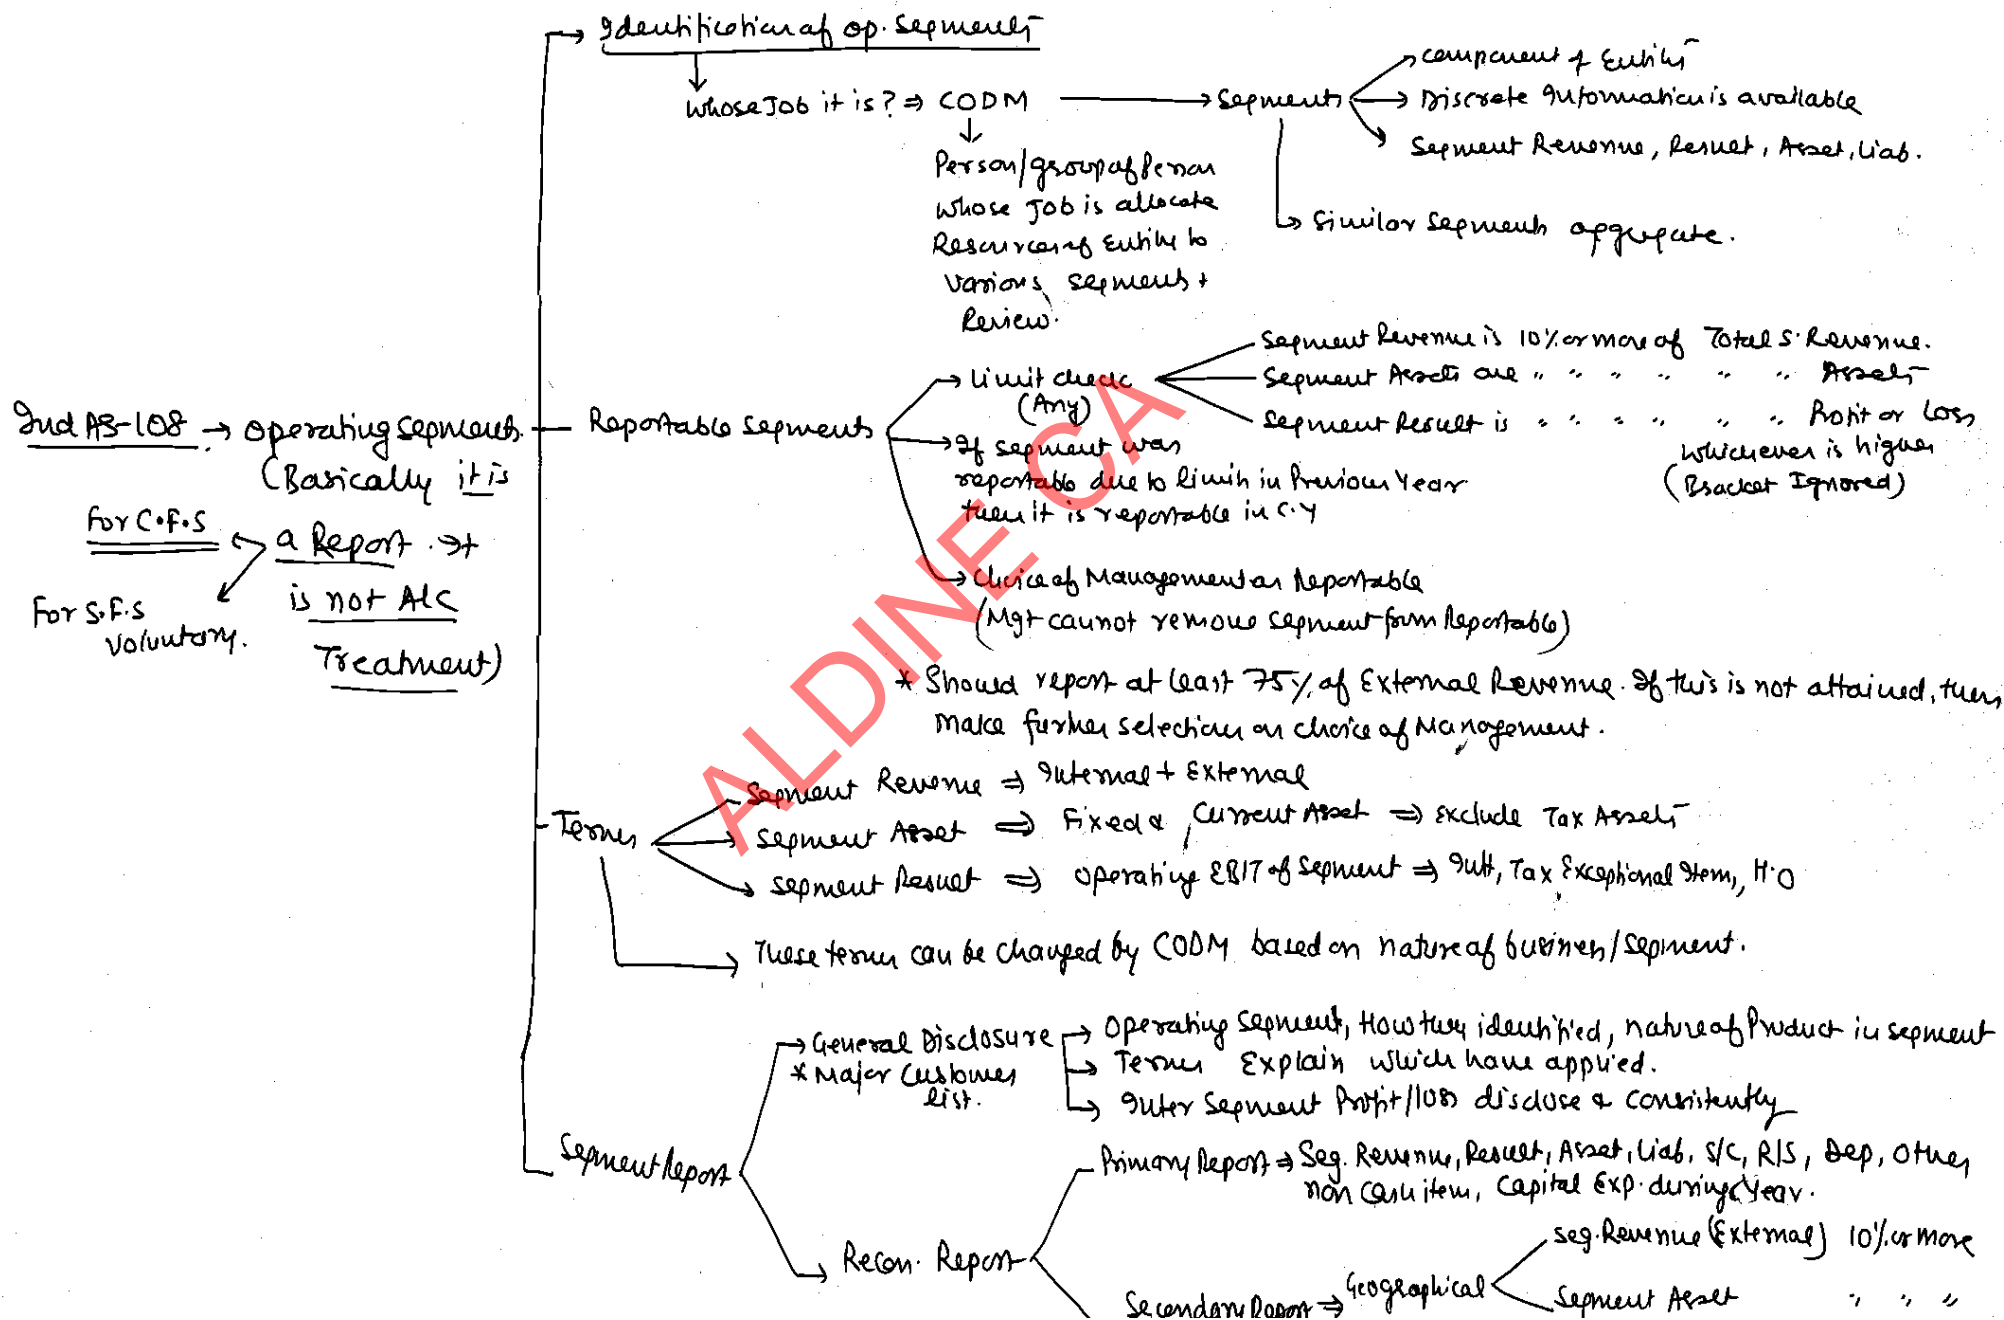 Identification of op. Segments
Whose Job it is? ⇒ CODM → Segments
→ component of Entity
→ Discrete Information is available
→ Segment Revenue, Result, Asset, Liab.
→ Similar segments aggregate.
Person/group of Person
whose Job is allocate
Resources of Entity to
various segments +
Review.
Ind AS-108 → Operating segments
(Basically it is
a Report → +
is not A/C
Treatment)
For C.F.S
For S.F.S
voluntary.
Reportable segments
→ Limit check
(Any)
Segment Revenue is 10% or more of Total S. Revenue.
Segment Assets are " " " " " " Assets
Segment Result is " " " " " " Profit or Loss
whichever is higher
(Bracket Ignored)
→ If segment was
reportable due to limits in Previous Year
then it is reportable in C.Y
→ Choice of Management as Reportable
(Mgt cannot remove segment from Reportable)
* Should report at least 75% of External Revenue. If this is not attained, then
make further selection on choice of Management.
Terms
Segment Revenue ⇒ Internal + External
Segment Asset ⇒ Fixed & Current Asset ⇒ Exclude Tax Assets
Segment Result ⇒ Operating EBIT of Segment ⇒ Intt, Tax Exceptional Item, H.O
→ These terms can be changed by CODM based on nature of business/segment.
Segment Report
→ General Disclosure
* Major Customer
list.
→ Operating Segment, How they identified, nature of Product in segment
→ Terms Explain which have applied.
→ Inter Segment Profit/loss disclose & consistently
→ Recon. Report
Primary Report ⇒ Seg. Revenue, Result, Asset, Liab, S/C, R/S, Dep, Other
non cash item, Capital Exp. during Year.
Secondary Report ⇒ Geographical
seg. Revenue (External) 10% or more
Segment Asset " " "
ALDINE CA